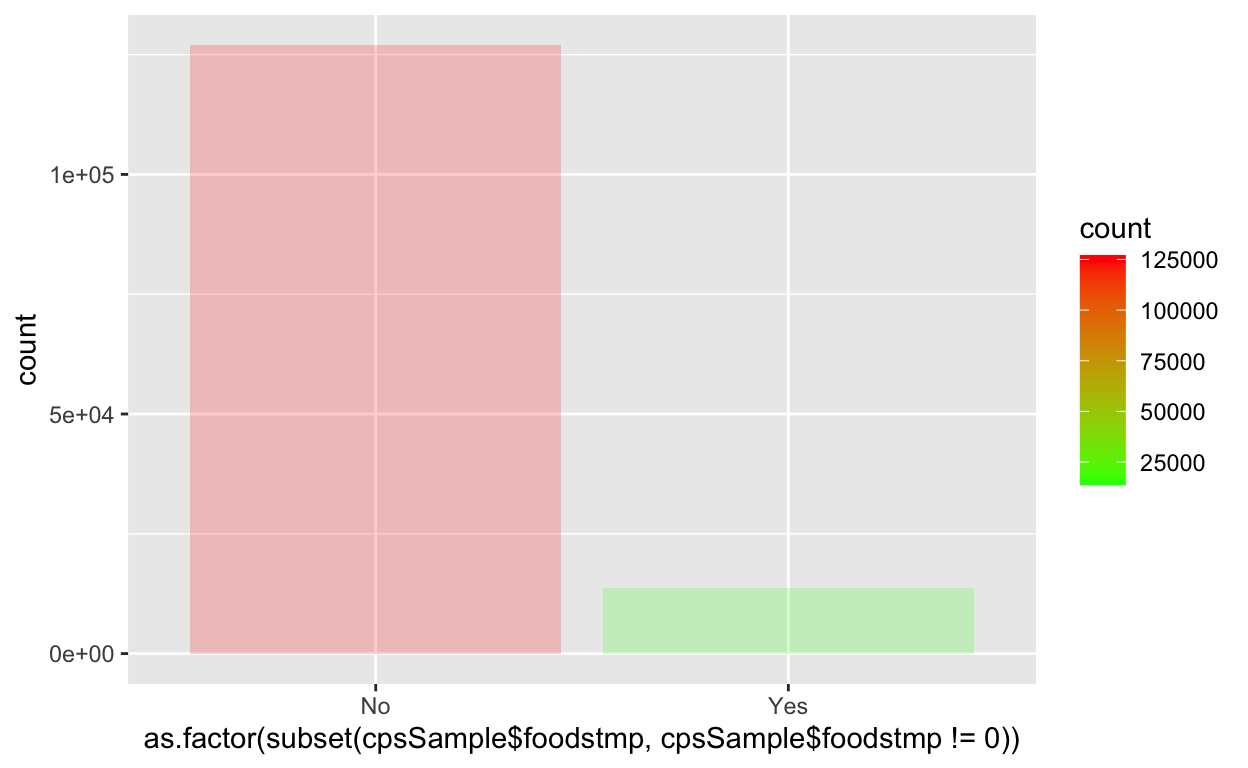 count
1e+05
5e+04
0e+00
No
Yes
as.factor(subset(cpsSample$foodstmp, cpsSample$foodstmp != 0))
count
125000
100000
75000
50000
25000